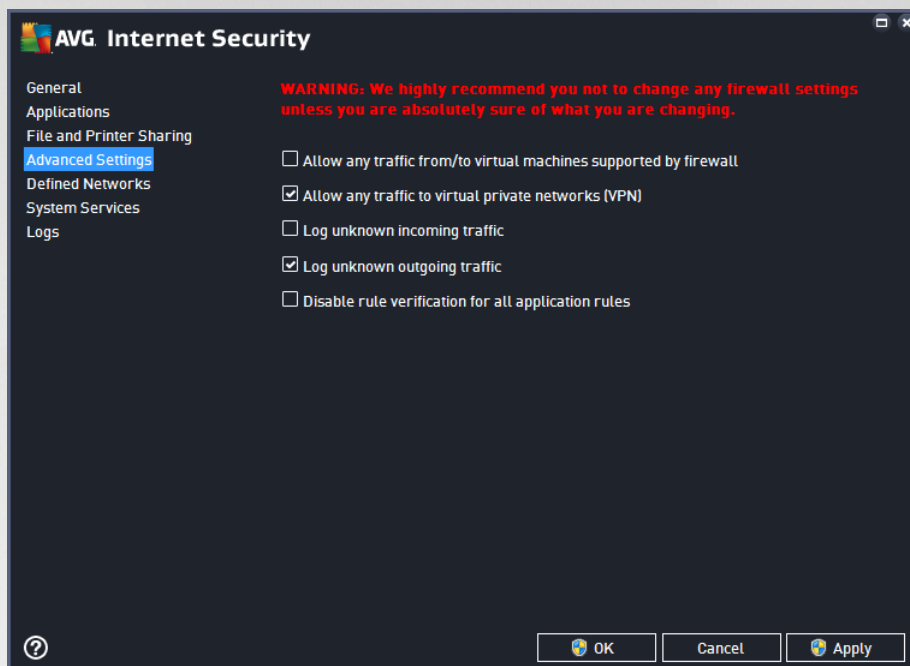 AVG Internet Security
General
Applications
File and Printer Sharing
Advanced Settings
Defined Networks
System Services
Logs
WARNING: We highly recommend you not to change any firewall settings
unless you are absolutely sure of what you are changing.
Allow any traffic from/to virtual machines supported by firewall
Allow any traffic to virtual private networks (VPN)
Log unknown incoming traffic
Log unknown outgoing traffic
Disable rule verification for all application rules
?
OK
Cancel
Apply